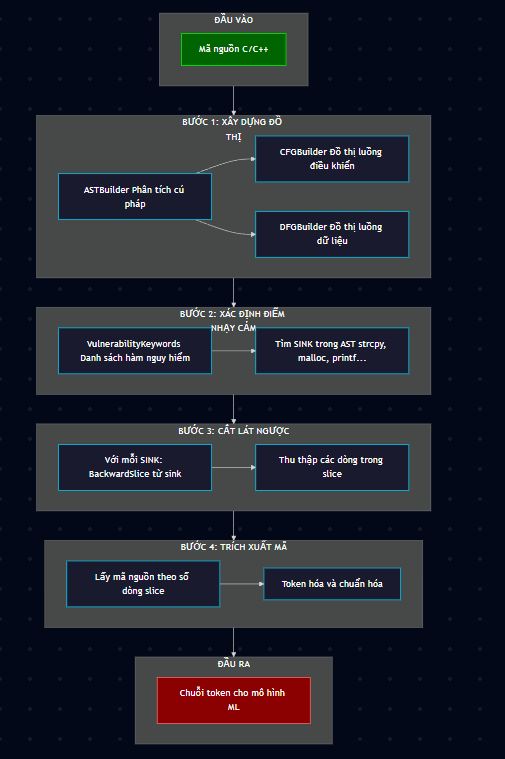 ĐẦU VÀO
Mã nguồn C/C++
BƯỚC 1: XÂY DỰNG ĐỒ
THỊ
CFGBuilder Đồ thị luồng
điều khiển
ASTBuilder Phân tích cú
pháp
DFGBuilder Đồ thị luồng
dữ liệu
BƯỚC 2: XÁC ĐỊNH ĐIỂM
NHẠY CẢM
VulnerabilityKeywords
Danh sách hàm nguy hiểm
Tìm SINK trong AST strcpy,
malloc, printf...
BƯỚC 3: CẮT LÁT NGƯỢC
Với mỗi SINK:
BackwardSlice từ sink
Thu thập các dòng trong
slice
BƯỚC 4: TRÍCH XUẤT MÃ
Lấy mã nguồn theo số
dòng slice
Token hóa và chuẩn hóa
ĐẦU RA
Chuỗi token cho mô hình
ML